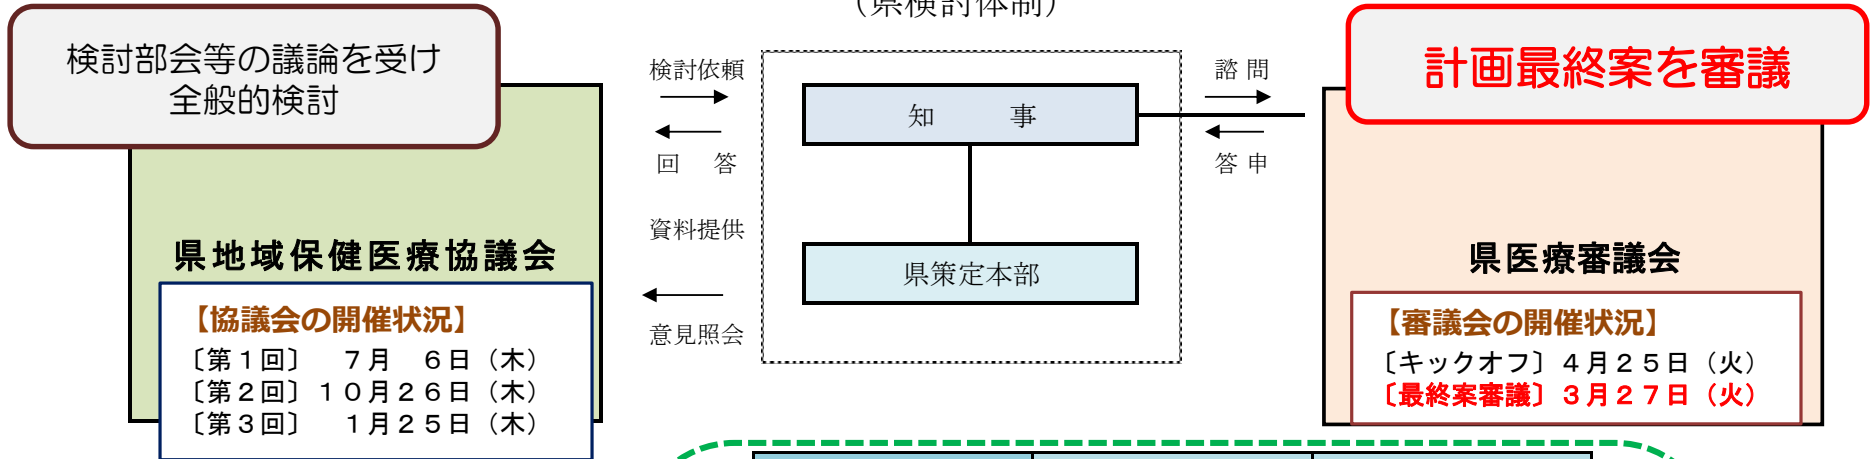 （県検討体制）
検討部会等の議論を受け
全般的検討
県地域保健医療協議会
【協議会の開催状況】
〔第１回〕　７月　６日（木）
〔第２回〕１０月２６日（木）
〔第３回〕　１月２５日（木）
検討依頼
回　答
資料提供
意見照会
知　　事
県策定本部
諮 問
答 申
計画最終案を審議
県医療審議会
【審議会の開催状況】
〔キックオフ〕４月２５日（火）
〔最終案審議〕３月２７日（火）